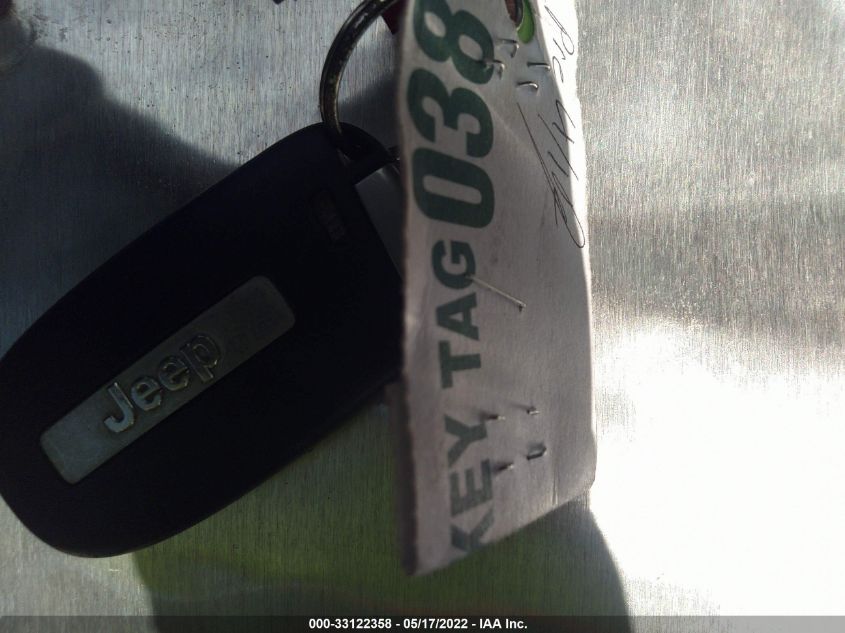 KEY TAG 038
Jeep
000-33122358 - 05/17/2022 - IAA Inc.